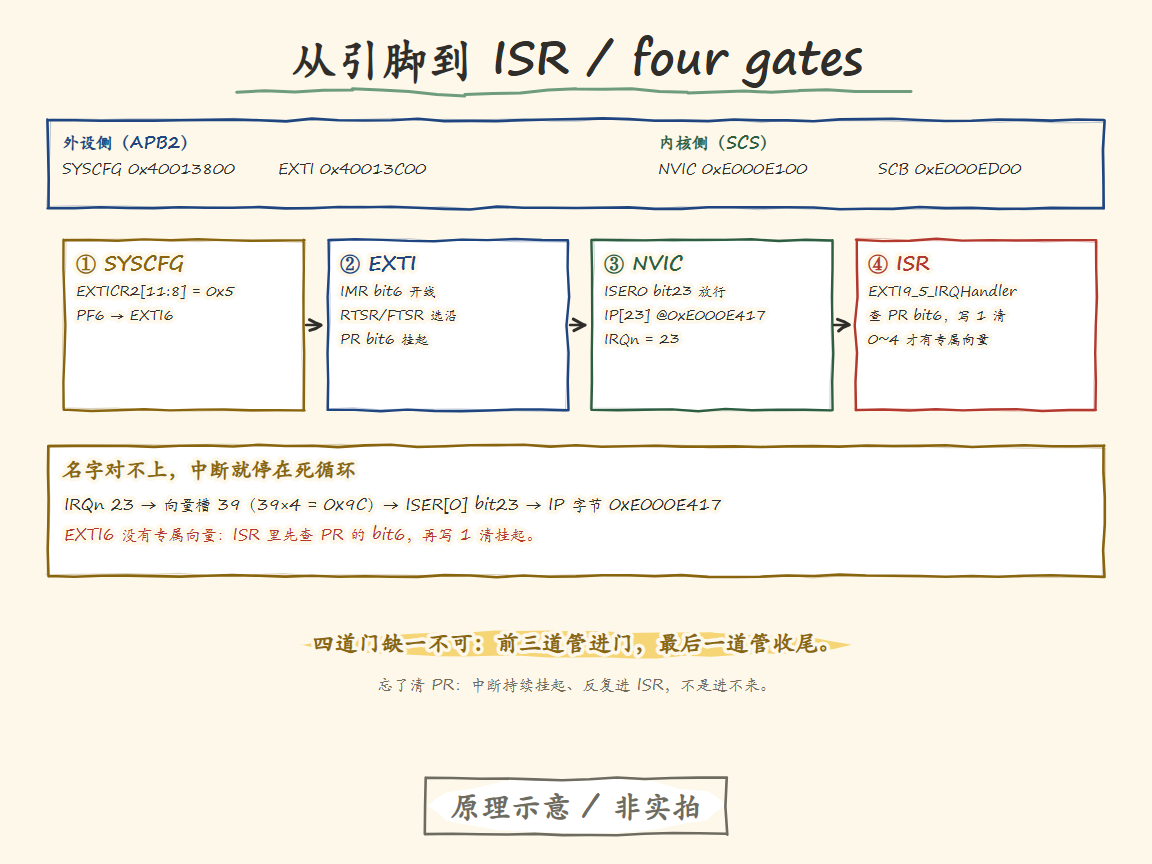 从引脚到 ISR / four gates
外设侧（APB2） 内核侧（SCS）
SYSCFG 0x40013800 EXTI 0x40013C00 NVIC 0xE000E100 SCB 0xE000ED00
① SYSCFG
EXTICR2[11:8] = 0x5
PF6 → EXTI6
② EXTI
IMR bit6 开线
RTSR/FTSR 选沿
PR bit6 挂起
③ NVIC
ISER0 bit23 放行
IP[23] @0xE000E417
IRQn = 23
④ ISR
EXTI9_5_IRQHandler
查 PR bit6，写 1 清
0~4 才有专属向量
名字对不上，中断就停在死循环
IRQn 23 → 向量槽 39（39×4 = 0x9C）→ ISER[0] bit23 → IP 字节 0xE000E417
EXTI6 没有专属向量：ISR 里先查 PR 的 bit6，再写 1 清挂起。
四道门缺一不可：前三道管进门，最后一道管收尾。
忘了清 PR：中断持续挂起、反复进 ISR，不是进不来。
原理示意 / 非实拍